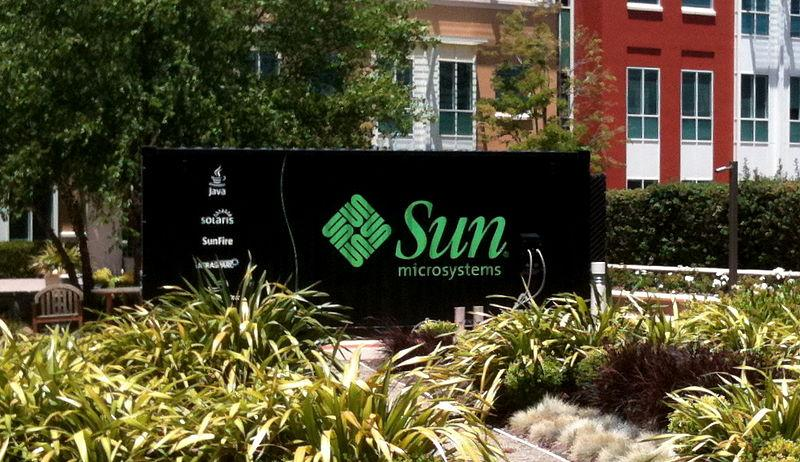 Java
SOLARIS
SunFire
Sun
microsystems